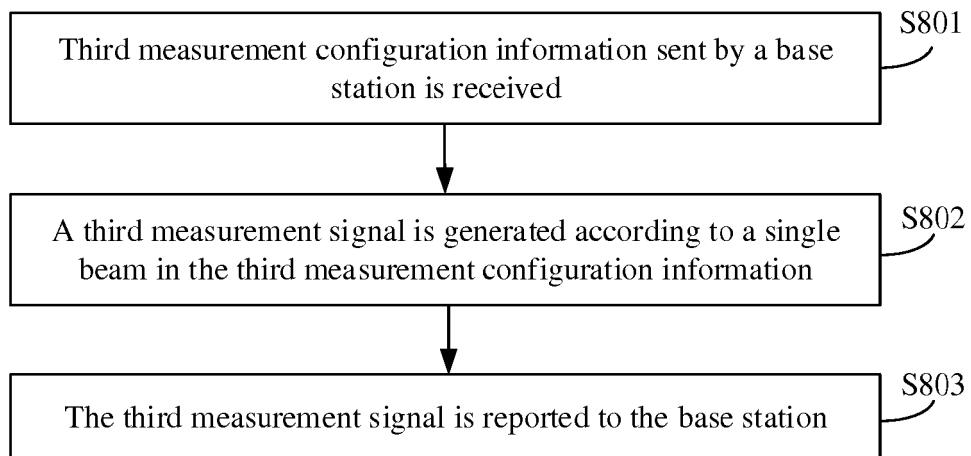 S801
Third measurement configuration information sent by a base
station is received
S802
A third measurement signal is generated according to a single
beam in the third measurement configuration information
S803
The third measurement signal is reported to the base station